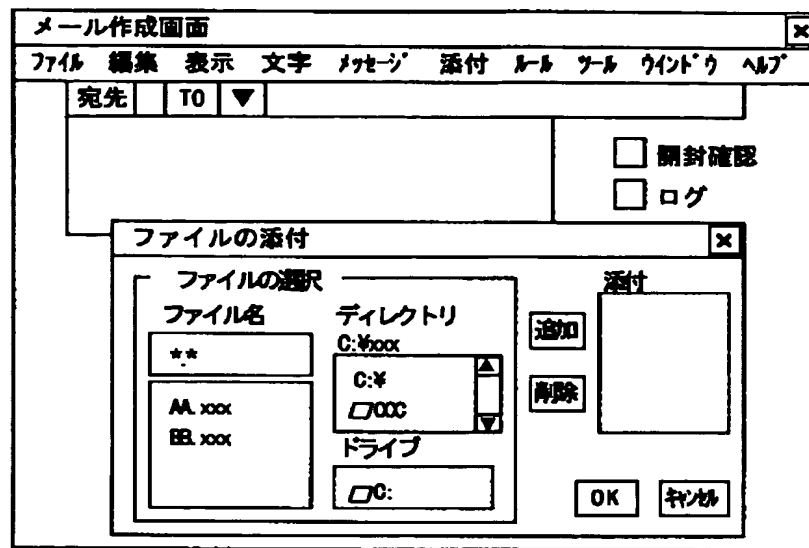 メール作成画面 ×
ファイル 編集 表示 文字 メッセージ 添付 ルール ツール ウインドウ ヘルプ
宛先 TO ▼
開封確認
ログ
ファイルの添付 ×
ファイルの選択
添付
ファイル名 ディレクトリ
C:¥xxx
*.*
追加
C:¥
AA.xxx
CCC
削除
BB.xxx
ドライブ
C:
OK キャンセル